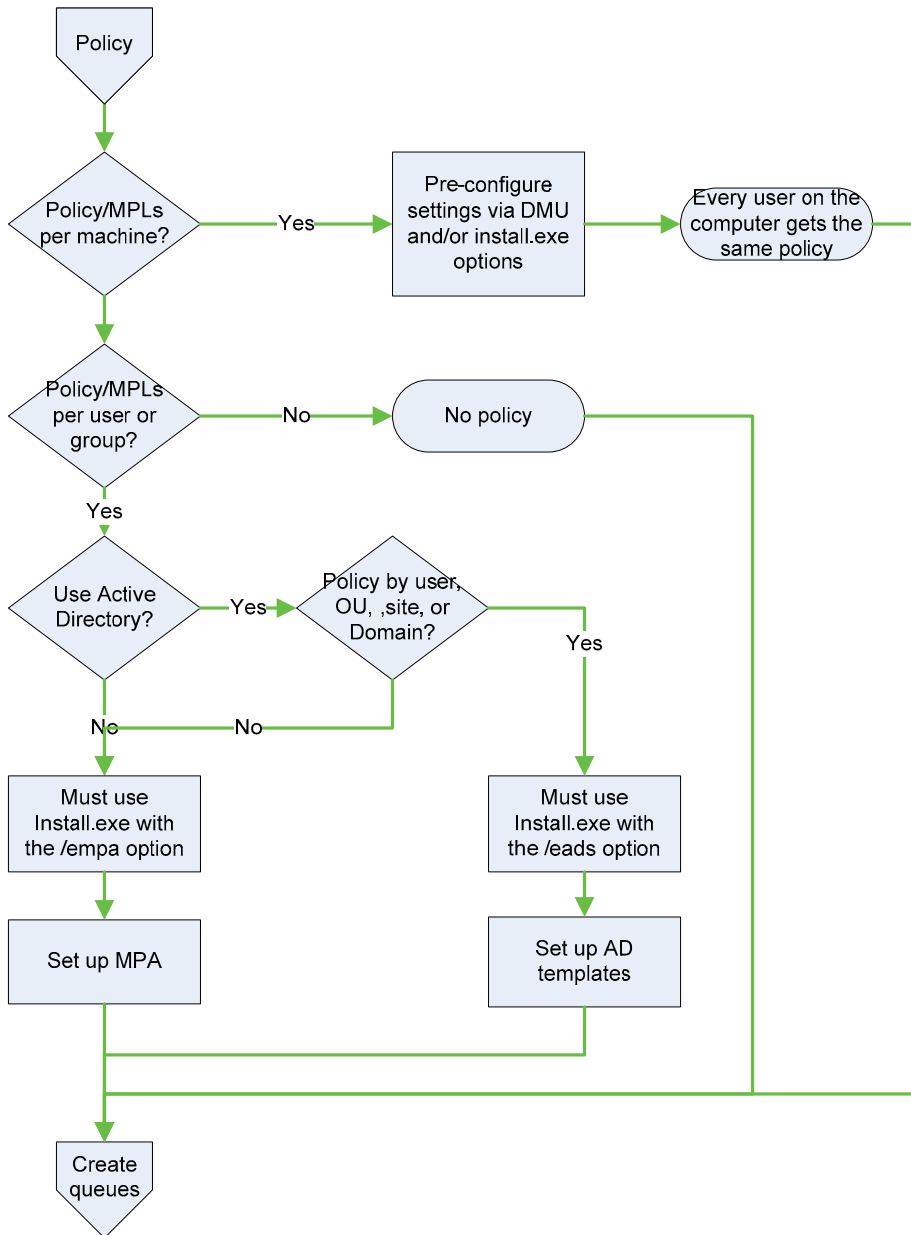 Policy
Policy/MPLs
per machine?
Yes
Pre-configure
settings via DMU
and/or install.exe
options
Every user on the
computer gets the
same policy
Policy/MPLs
per user or
group?
No
No policy
Yes
Use Active
Directory?
Yes
Policy by user,
OU, ,site, or
Domain?
Yes
No
No
Must use
Install.exe with
the /empa option
Must use
Install.exe with
the /eads option
Set up MPA
Set up AD
templates
Create
queues